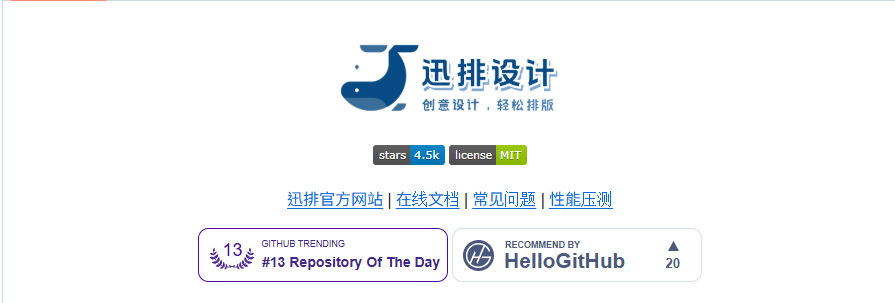 迅排设计
创意设计，轻松排版
stars 4.5k license MIT
迅排官方网站 | 在线文档 | 常见问题 | 性能压测
13
GITHUB TRENDING
#13 Repository Of The Day
RECOMMEND BY
HelloGitHub
20